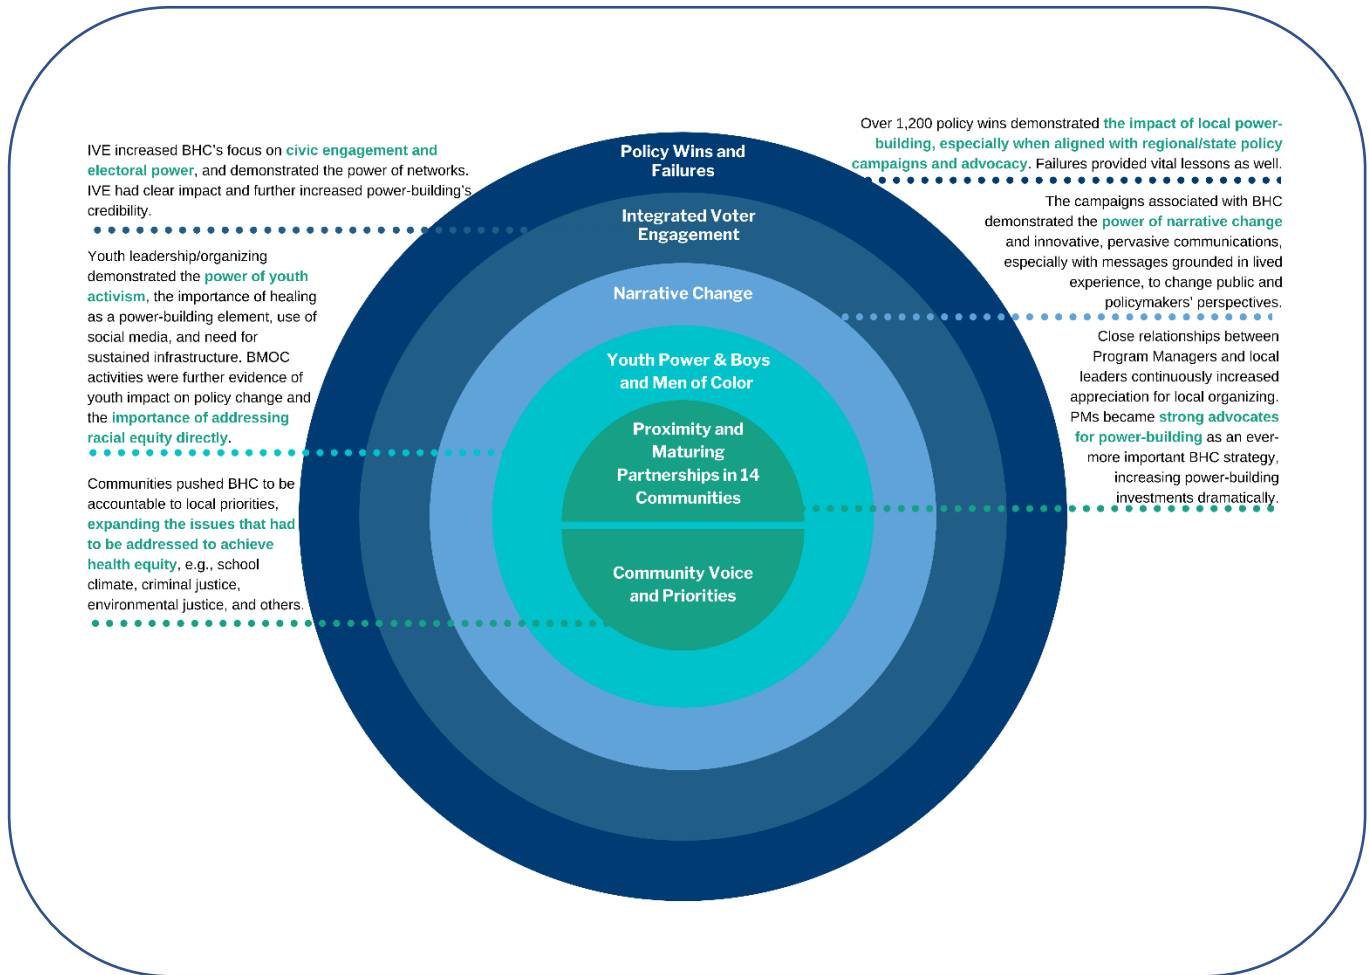 IVE increased BHC's focus on civic engagement and
electoral power, and demonstrated the power of networks.
IVE had clear impact and further increased power-building's
credibility.
Youth leadership/organizing
demonstrated the power of youth
activism, the importance of healing
as a power-building element, use of
social media, and need for
sustained infrastructure. BMOC
activities were further evidence of
youth impact on policy change and
the importance of addressing
racial equity directly.
Communities pushed BHC to be
accountable to local priorities,
expanding the issues that had
to be addressed to achieve
health equity, e.g., school
climate, criminal justice,
environmental justice, and others.
Policy Wins and
Failures
Integrated Voter
Engagement
Narrative Change
Youth Power & Boys
and Men of Color
Proximity and
Maturing
Partnerships in 14
Communities
Community Voice
and Priorities
Over 1,200 policy wins demonstrated the impact of local power-
building, especially when aligned with regional/state policy
campaigns and advocacy. Failures provided vital lessons as well.
The campaigns associated with BHC
demonstrated the power of narrative change
and innovative, pervasive communications,
especially with messages grounded in lived
experience, to change public and
policymakers' perspectives.
Close relationships between
Program Managers and local
leaders continuously increased
appreciation for local organizing.
PMs became strong advocates
for power-building as an ever-
more important BHC strategy,
increasing power-building
investments dramatically.